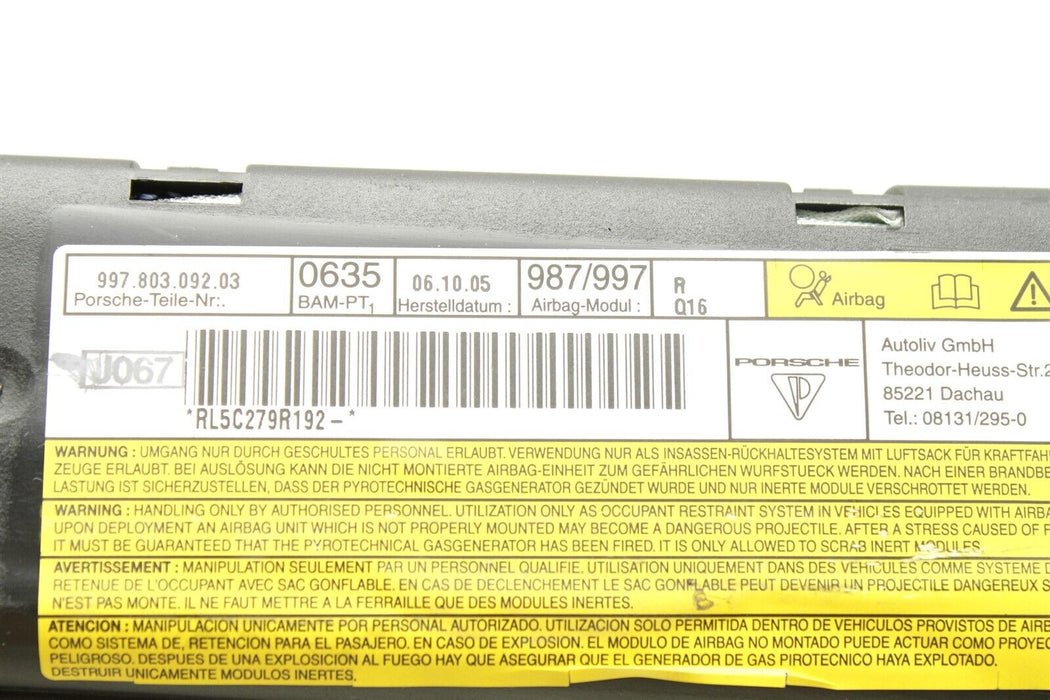 997.803.092.03
Porsche-Teile-Nr:.
0635
BAM-PT1
06.10.05
Herstelldatum :
987/997
Airbag-Modul :
R
Q16
Airbag
J067
*RL5C279R192-*
PORSCHE
Autoliv GmbH
Theodor-Heuss-Str.2
85221 Dachau
Tel.: 08131/295-0
WARNUNG : UMGANG NUR DURCH GESCHULTES PERSONAL ERLAUBT. VERWENDUNG NUR ALS INSASSEN-RÜCKHALTESYSTEM MIT LUFTSACK FÜR KRAFTFAH
ZEUGE ERLAUBT. BEI AUSLÖSUNG KANN DIE NICHT MONTIERTE AIRBAG-EINHEIT ZUM GEFÄHRLICHEN WURFSTUECK WERDEN. NACH EINER BRANDBE
LASTUNG IST SICHERZUSTELLEN, DASS DER PYROTECHNISCHE GASGENERATOR GEZÜNDET WURDE UND NUR INERTE MODULE VERSCHROTTET WERDEN.
WARNING : HANDLING ONLY BY AUTHORISED PERSONNEL. UTILIZATION ONLY AS OCCUPANT RESTRAINT SYSTEM IN VEHICLES EQUIPPED WITH AIRBA
UPON DEPLOYMENT AN AIRBAG UNIT WHICH IS NOT PROPERLY MOUNTED MAY BECOME A DANGEROUS PROJECTILE. AFTER A STRESS CAUSED OF F
IT MUST BE GUARANTEED THAT THE PYROTECHNICAL GASGENERATOR HAS BEEN FIRED. IT IS ONLY ALLOWED TO SCRAB INERT MODULES.
AVERTISSEMENT : MANIPULATION SEULEMENT PAR UN PERSONNEL QUALIFIE. UTILISATION UNIQUEMENT DANS DES VEHICULES COMME SYSTEME D
RETENUE DE L'OCCUPANT AVEC SAC GONFLABLE. EN CAS DE DECLENCHEMENT LE SAC GONFLABLE PEUT DEVENIR UN PROJECTILE DANGEREUX S
N'EST PAS MONTE. IL NE FAUT METTRE A LA FERRAILLE QUE DES MODULES INERTES.
ATENCION : MANIPULACION UNICAMENTE POR PERSONAL AUTORIZADO. UTILIZACION SOLO PERMITIDA DENTRO DE VEHICULOS PROVISTOS DE AIRB
COMO SISTEMA DE, RETENCION PARA EL PASAJERO. EN CASO DE EXPLOSION. EL MODULO DE AIRBAG NO MONTADO PUEDE ACTUAR COMO PROY
PELIGROSO. DESPUES DE UNA EXPLOSION AL FUEGO HAY QUE ASEGURAR QUE EL GENERADOR DE GAS PIROTECNICO HAYA EXPLOTADO.
DESTRUIR UNICAMENTE MODULOS INERTES.